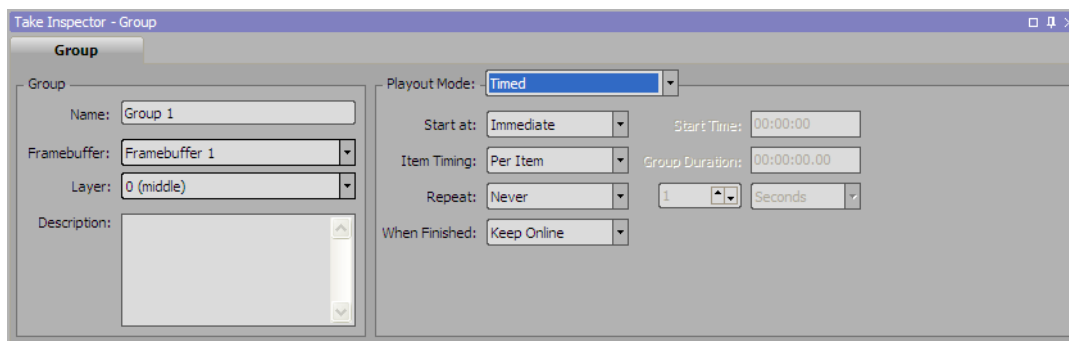 Take Inspector - Group
Group
Group
Name: Group 1
Framebuffer: Framebuffer 1
Layer: 0 (middle)
Description:
Playout Mode: Timed
Start at: Immediate Start Time: 00:00:00
Item Timing: Per Item Group Duration: 00:00:00.00
Repeat: Never 1 Seconds
When Finished: Keep Online